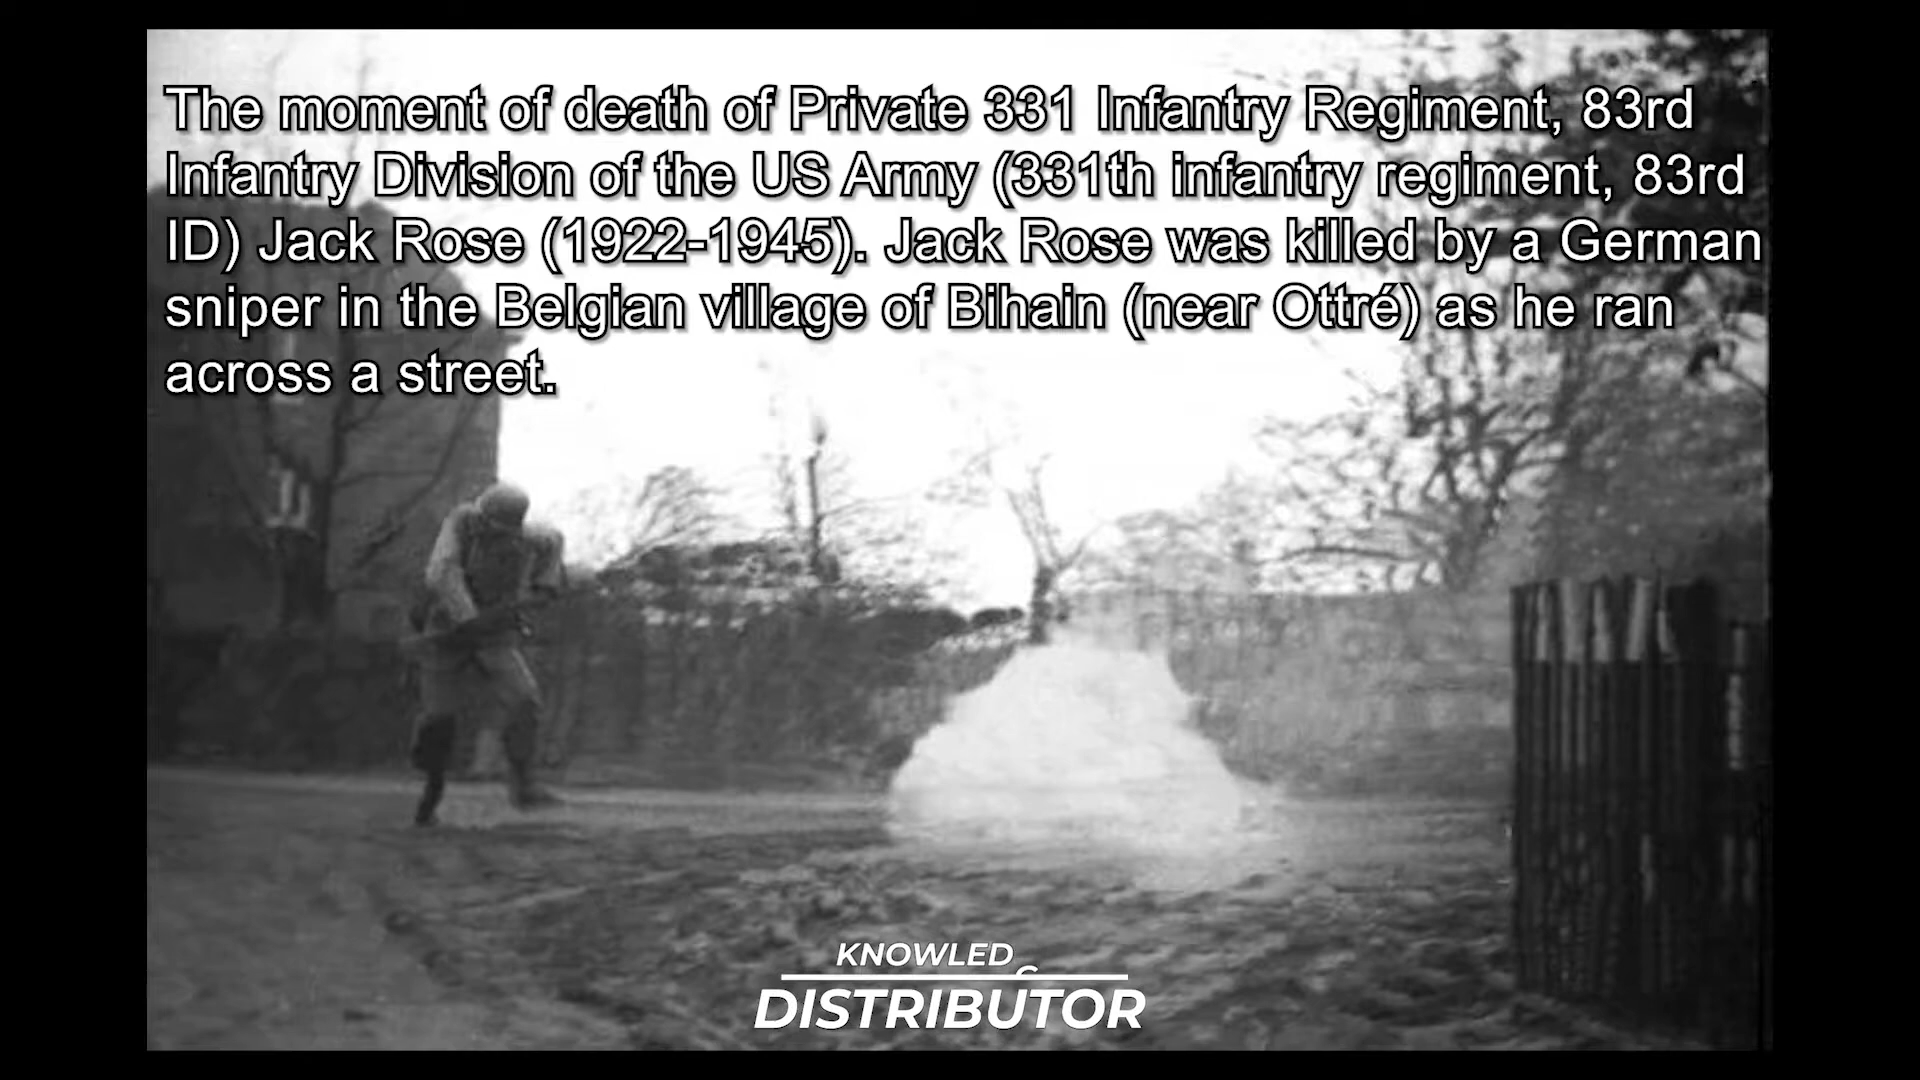 The moment of death of Private 331 Infantry Regiment, 83rd
Infantry Division of the US Army (331th infantry regiment, 83rd
ID) Jack Rose (1922-1945). Jack Rose was killed by a German
sniper in the Belgian village of Bihain (near Ottré) as he ran
across a street.
KNOWLED
DISTRIBUTOR